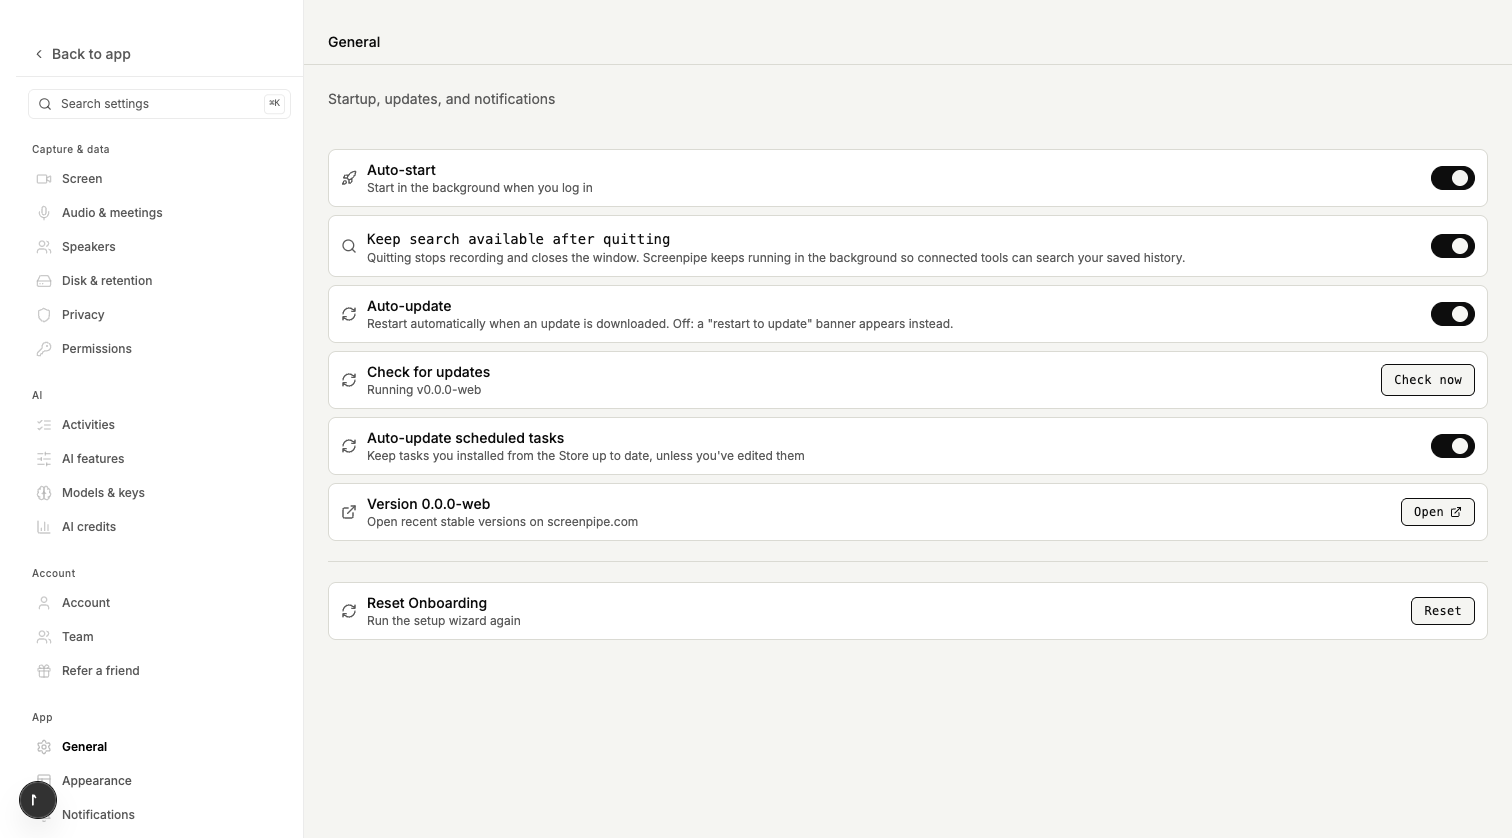 Back to app
Search settings
⌘K
Capture & data
Screen
Audio & meetings
Speakers
Disk & retention
Privacy
Permissions
AI
Activities
AI features
Models & keys
AI credits
Account
Account
Team
Refer a friend
App
General
Appearance
Notifications
General
Startup, updates, and notifications
Auto-start
Start in the background when you log in
Keep search available after quitting
Quitting stops recording and closes the window. Screenpipe keeps running in the background so connected tools can search your saved history.
Auto-update
Restart automatically when an update is downloaded. Off: a "restart to update" banner appears instead.
Check for updates
Running v0.0.0-web
Check now
Auto-update scheduled tasks
Keep tasks you installed from the Store up to date, unless you've edited them
Version 0.0.0-web
Open recent stable versions on screenpipe.com
Open
Reset Onboarding
Run the setup wizard again
Reset